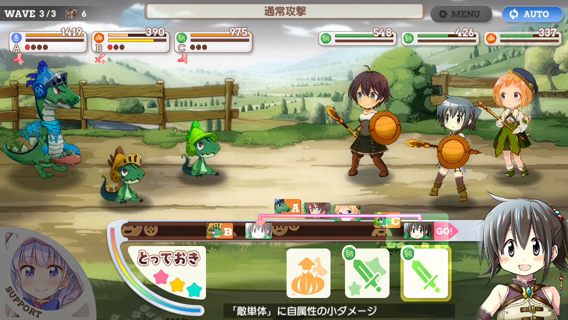 WAVE 3/3 6
通常攻撃
MENU
AUTO
A 1419
B 390
C 975
548
426
337
A
B
C
GO!
とっておき
SUPPORT
「敵単体」に自属性の小ダメージ